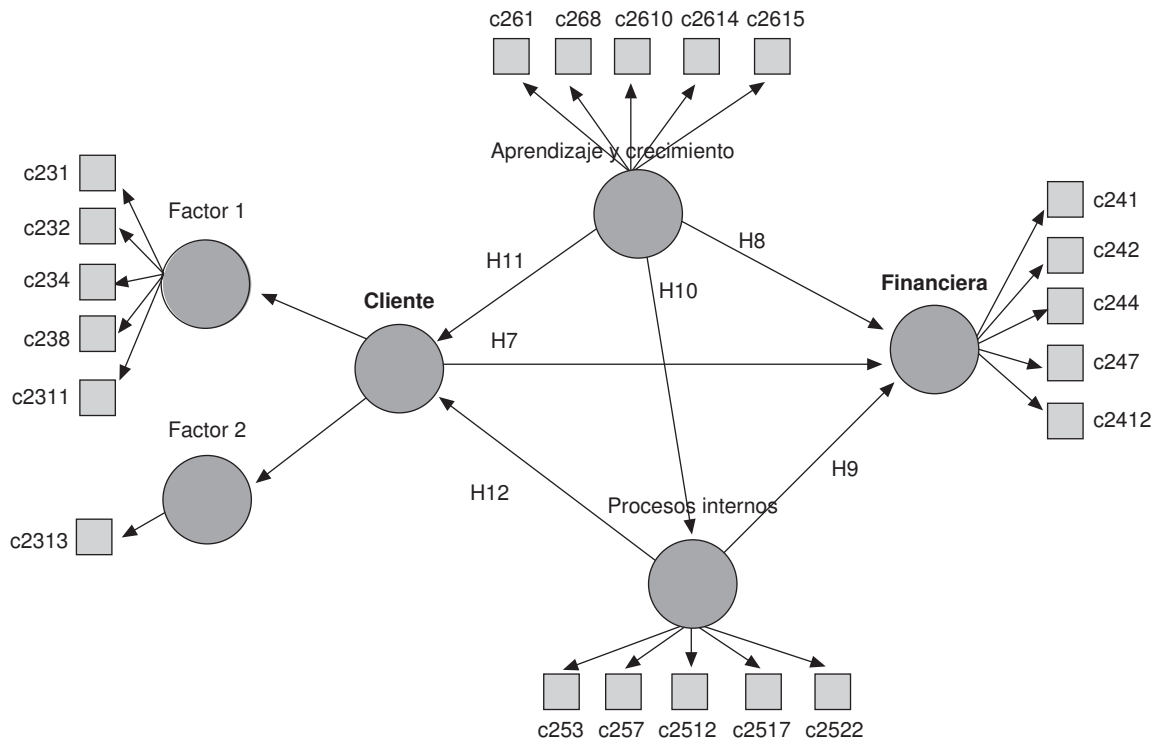 c261 c268 c2610 c2614 c2615
Aprendizaje y crecimiento
c231
c232
c234
c238
c2311
Factor 1
Factor 2
c2313
Cliente
H11
H8
H10
H7
H12
H9
Financiera
c241
c242
c244
c247
c2412
Procesos internos
c253 c257 c2512 c2517 c2522